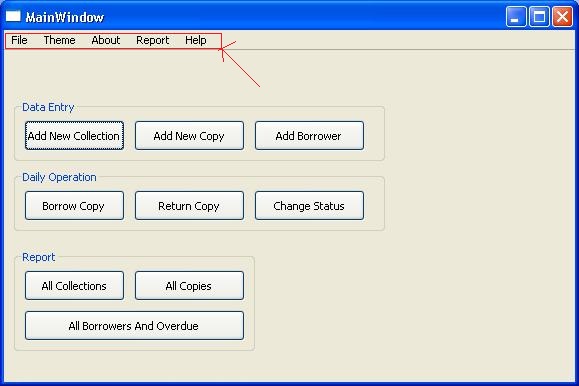 MainWindow
File Theme About Report Help
Data Entry
Add New Collection Add New Copy Add Borrower
Daily Operation
Borrow Copy Return Copy Change Status
Report
All Collections All Copies
All Borrowers And Overdue